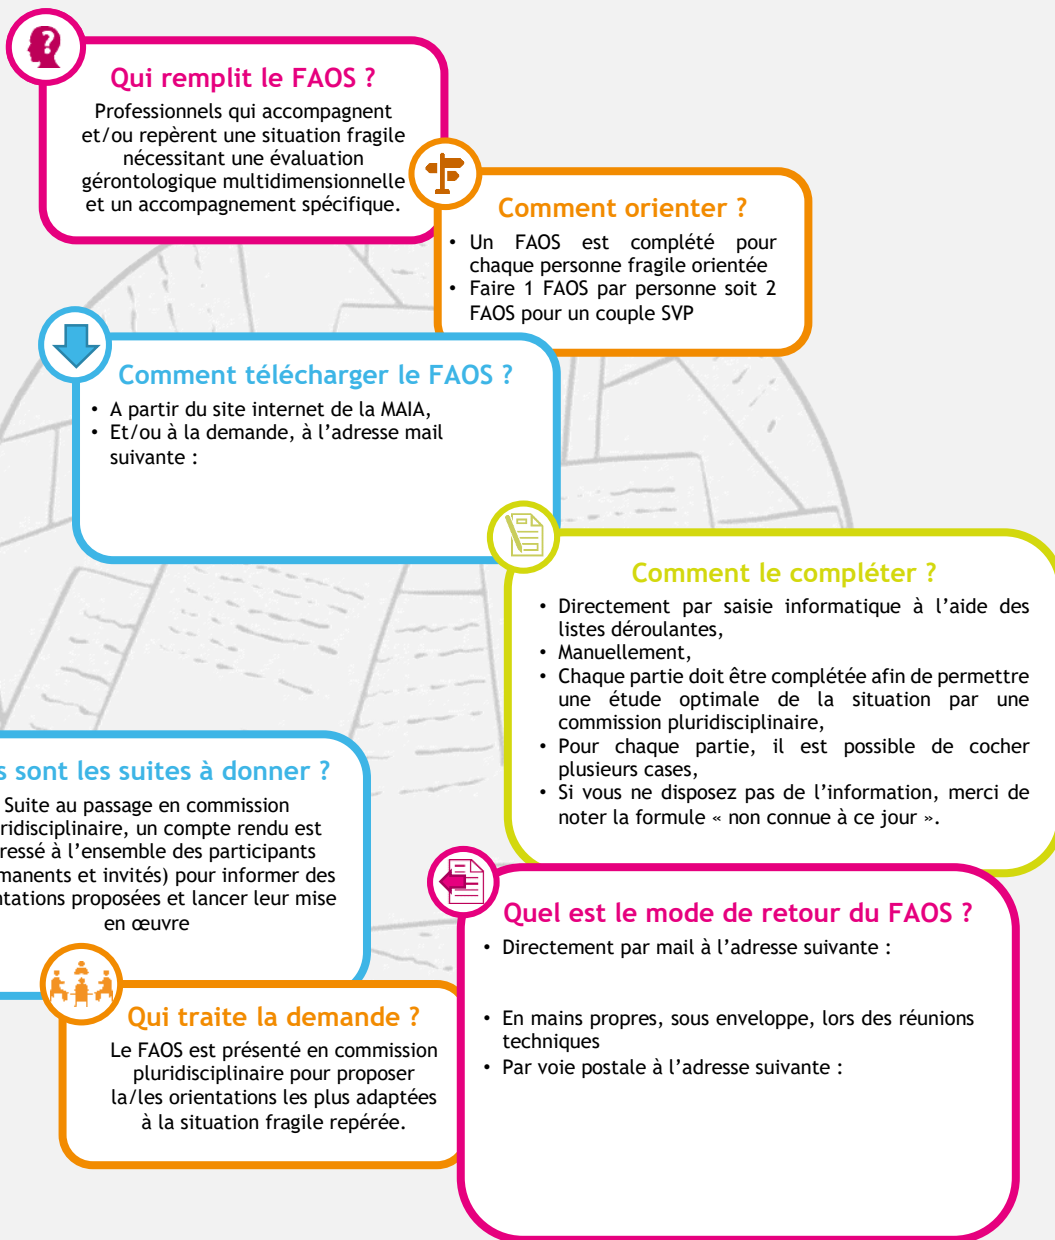 Qui remplit le FAOS ?
Professionnels qui accompagnent
et/ou repèrent une situation fragile
nécessitant une évaluation
gérontologique multidimensionnelle
et un accompagnement spécifique.
Comment orienter ?
• Un FAOS est complété pour
chaque personne fragile orientée
• Faire 1 FAOS par personne soit 2
FAOS pour un couple SVP
Comment télécharger le FAOS ?
• A partir du site internet de la MAIA,
• Et/ou à la demande, à l’adresse mail
suivante :
Comment le compléter ?
• Directement par saisie informatique à l’aide des
listes déroulantes,
• Manuellement,
• Chaque partie doit être complétée afin de permettre
une étude optimale de la situation par une
commission pluridisciplinaire,
• Pour chaque partie, il est possible de cocher
plusieurs cases,
• Si vous ne disposez pas de l’information, merci de
noter la formule « non connue à ce jour ».
Quel est le mode de retour du FAOS ?
• Directement par mail à l’adresse suivante :
• En mains propres, sous enveloppe, lors des réunions
techniques
• Par voie postale à l’adresse suivante :
Qui traite la demande ?
Le FAOS est présenté en commission
pluridisciplinaire pour proposer
la/les orientations les plus adaptées
à la situation fragile repérée.
s sont les suites à donner ?
Suite au passage en commission
ridisciplinaire, un compte rendu est
ressé à l’ensemble des participants
manents et invités) pour informer des
ntations proposées et lancer leur mise
en œuvre